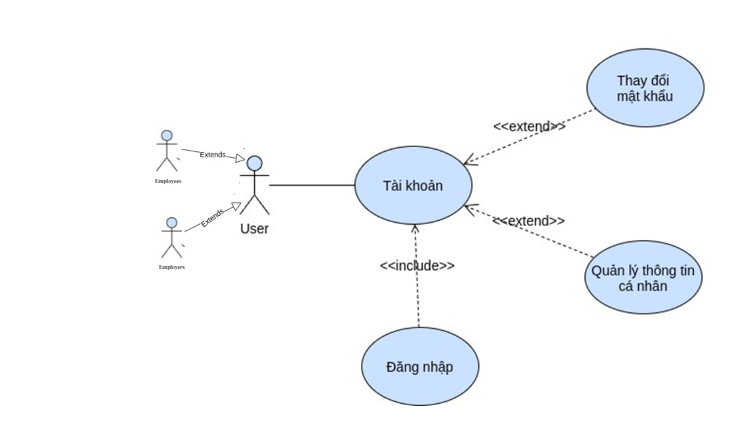 Thay đổi
mật khẩu
<<extend>>
Extends
Employees
Tài khoản
Extends
<<extend>>
User
Employers
<<include>>
Quản lý thông tin
cá nhân
Đăng nhập